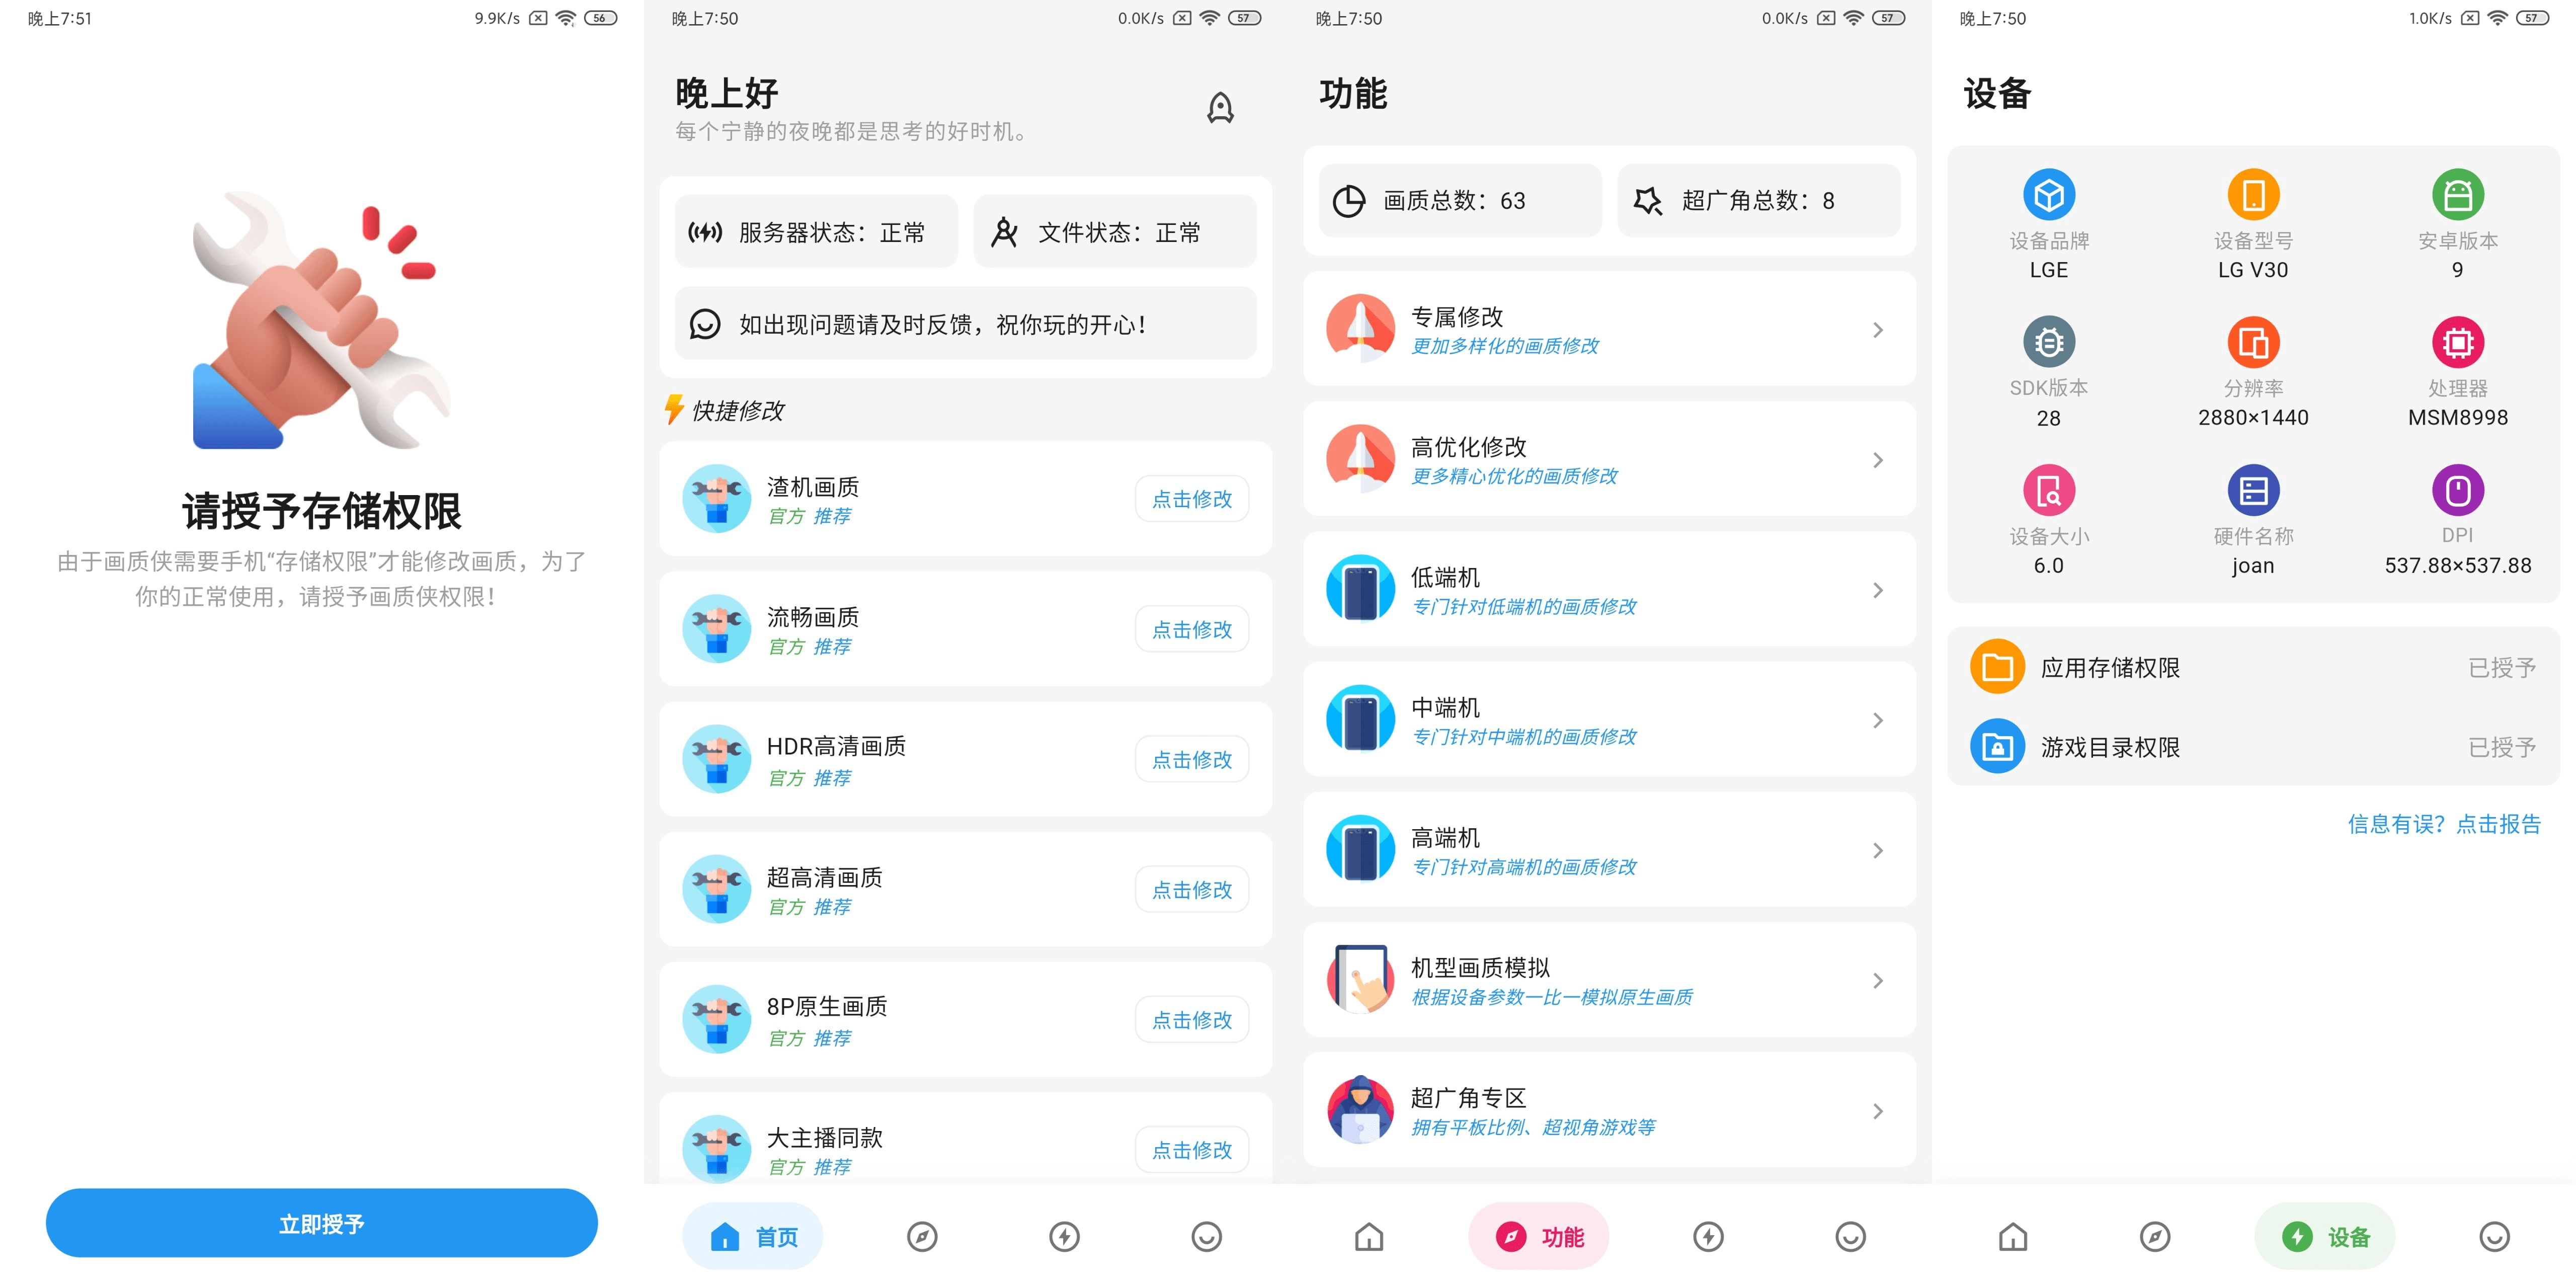 晚上7:51
9.9K/s
56
请授予存储权限
由于画质侠需要手机“存储权限”才能修改画质，为了
你的正常使用，请授予画质侠权限！
立即授予
晚上7:50
0.0K/s
57
晚上好
每个宁静的夜晚都是思考的好时机。
服务器状态：正常
文件状态：正常
如出现问题请及时反馈，祝你玩的开心！
快捷修改
渣机画质
官方 推荐
点击修改
流畅画质
官方 推荐
点击修改
HDR高清画质
官方 推荐
点击修改
超高清画质
官方 推荐
点击修改
8P原生画质
官方 推荐
点击修改
大主播同款
官方 推荐
点击修改
首页
晚上7:50
0.0K/s
57
功能
画质总数：63
超广角总数：8
专属修改
更加多样化的画质修改
高优化修改
更多精心优化的画质修改
低端机
专门针对低端机的画质修改
中端机
专门针对中端机的画质修改
高端机
专门针对高端机的画质修改
机型画质模拟
根据设备参数一比一模拟原生画质
超广角专区
拥有平板比例、超视角游戏等
功能
晚上7:50
1.0K/s
57
设备
设备品牌
LGE
设备型号
LG V30
安卓版本
9
SDK版本
28
分辨率
2880×1440
处理器
MSM8998
设备大小
6.0
硬件名称
joan
DPI
537.88×537.88
应用存储权限
已授予
游戏目录权限
已授予
信息有误？点击报告
设备